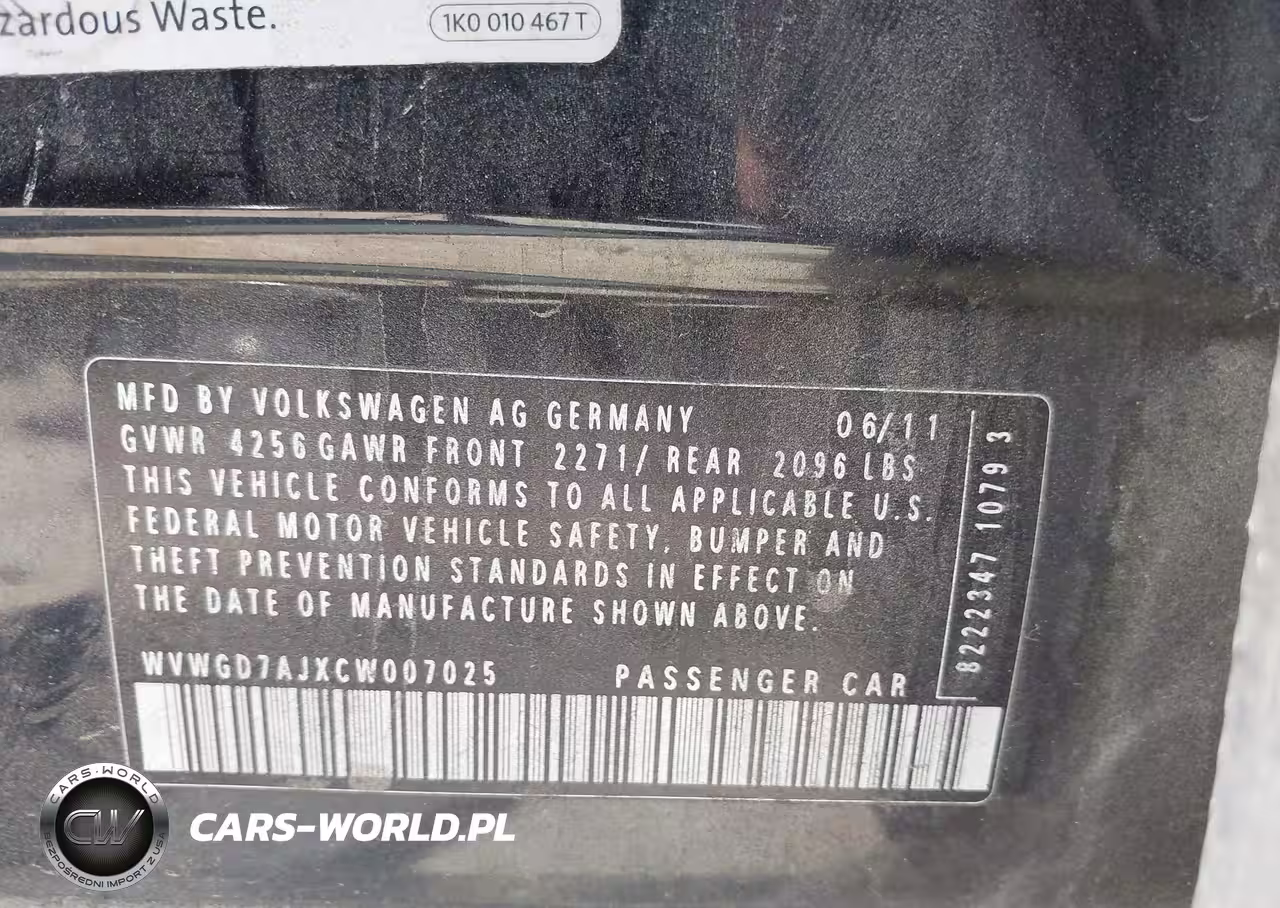 zardous Waste.
1K0 010 467 T
MFD BY VOLKSWAGEN AG GERMANY 06/11
GVWR 4256 GAWR FRONT 2271/ REAR 2096 LBS
THIS VEHICLE CONFORMS TO ALL APPLICABLE U.S.
FEDERAL MOTOR VEHICLE SAFETY, BUMPER AND
THEFT PREVENTION STANDARDS IN EFFECT ON
THE DATE OF MANUFACTURE SHOWN ABOVE.
WVWGD7AJXCW007025 PASSENGER CAR
8222347 10793
CARS-WORLD
CW
BEZPOŚREDNI IMPORT Z USA
CARS-WORLD.PL